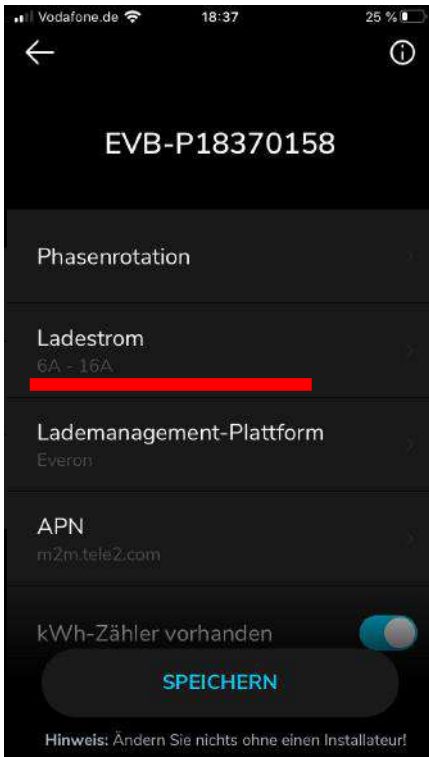 Vodafone.de 18:37 25 %
EVB-P18370158
Phasenrotation
Ladestrom
6A - 16A
Lademanagement-Plattform
Everon
APN
m2m.tele2.com
kWh-Zähler vorhanden
SPEICHERN
Hinweis: Ändern Sie nichts ohne einen Installateur!